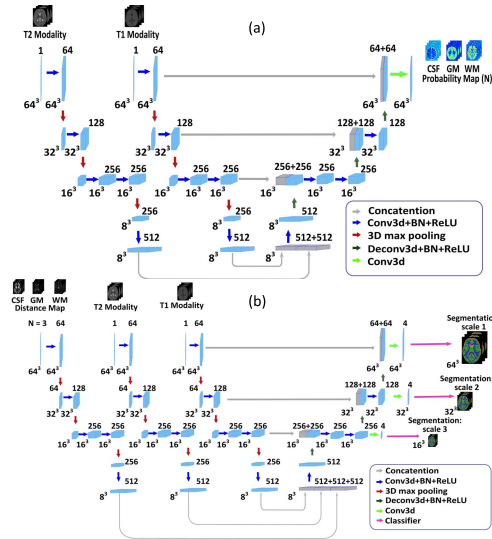 (a)
T2 Modality
T1 Modality
1 64
1 64
64+64
CSF GM WM
Probability Map (N)
64³ 64³
64³ 64³
64³ 64³
128
128
128+128 128
32³ 32³
32³ 32³
32³ 32³
256 256
256 256
256+256 256 256
16³ 16³
16³ 16³
16³ 16³
256
256
512
512
512
512+512
8³
8³
8³
Concatention
Conv3d+BN+ReLU
3D max pooling
Deconv3d+BN+ReLU
Conv3d
(b)
CSF GM WM
Distance Map
T2 Modality
T1 Modality
N = 3 64
1 64
1 64
64+64 4
Segmentatic
scale 1
64³ 64³
64³ 64³
64³ 64³
64³
64³
64 128
64 128
64 128
128+128 128 4
Segmentation
scale 2
32³ 32³
32³ 32³
32³ 32³
32³ 32³
32³
256 256
256 256
256 256
256+256 256 256 4
Segmentation:
scale 3
16³ 16³ 16³
16³ 16³ 16³
16³ 16³ 16³
16³ 16³ 16³
16³
256
256
256
512
512
512
512
512+512+512
8³
8³
8³
Concatention
Conv3d+BN+ReLU
3D max pooling
Deconv3d+BN+ReLU
Conv3d
Classifier